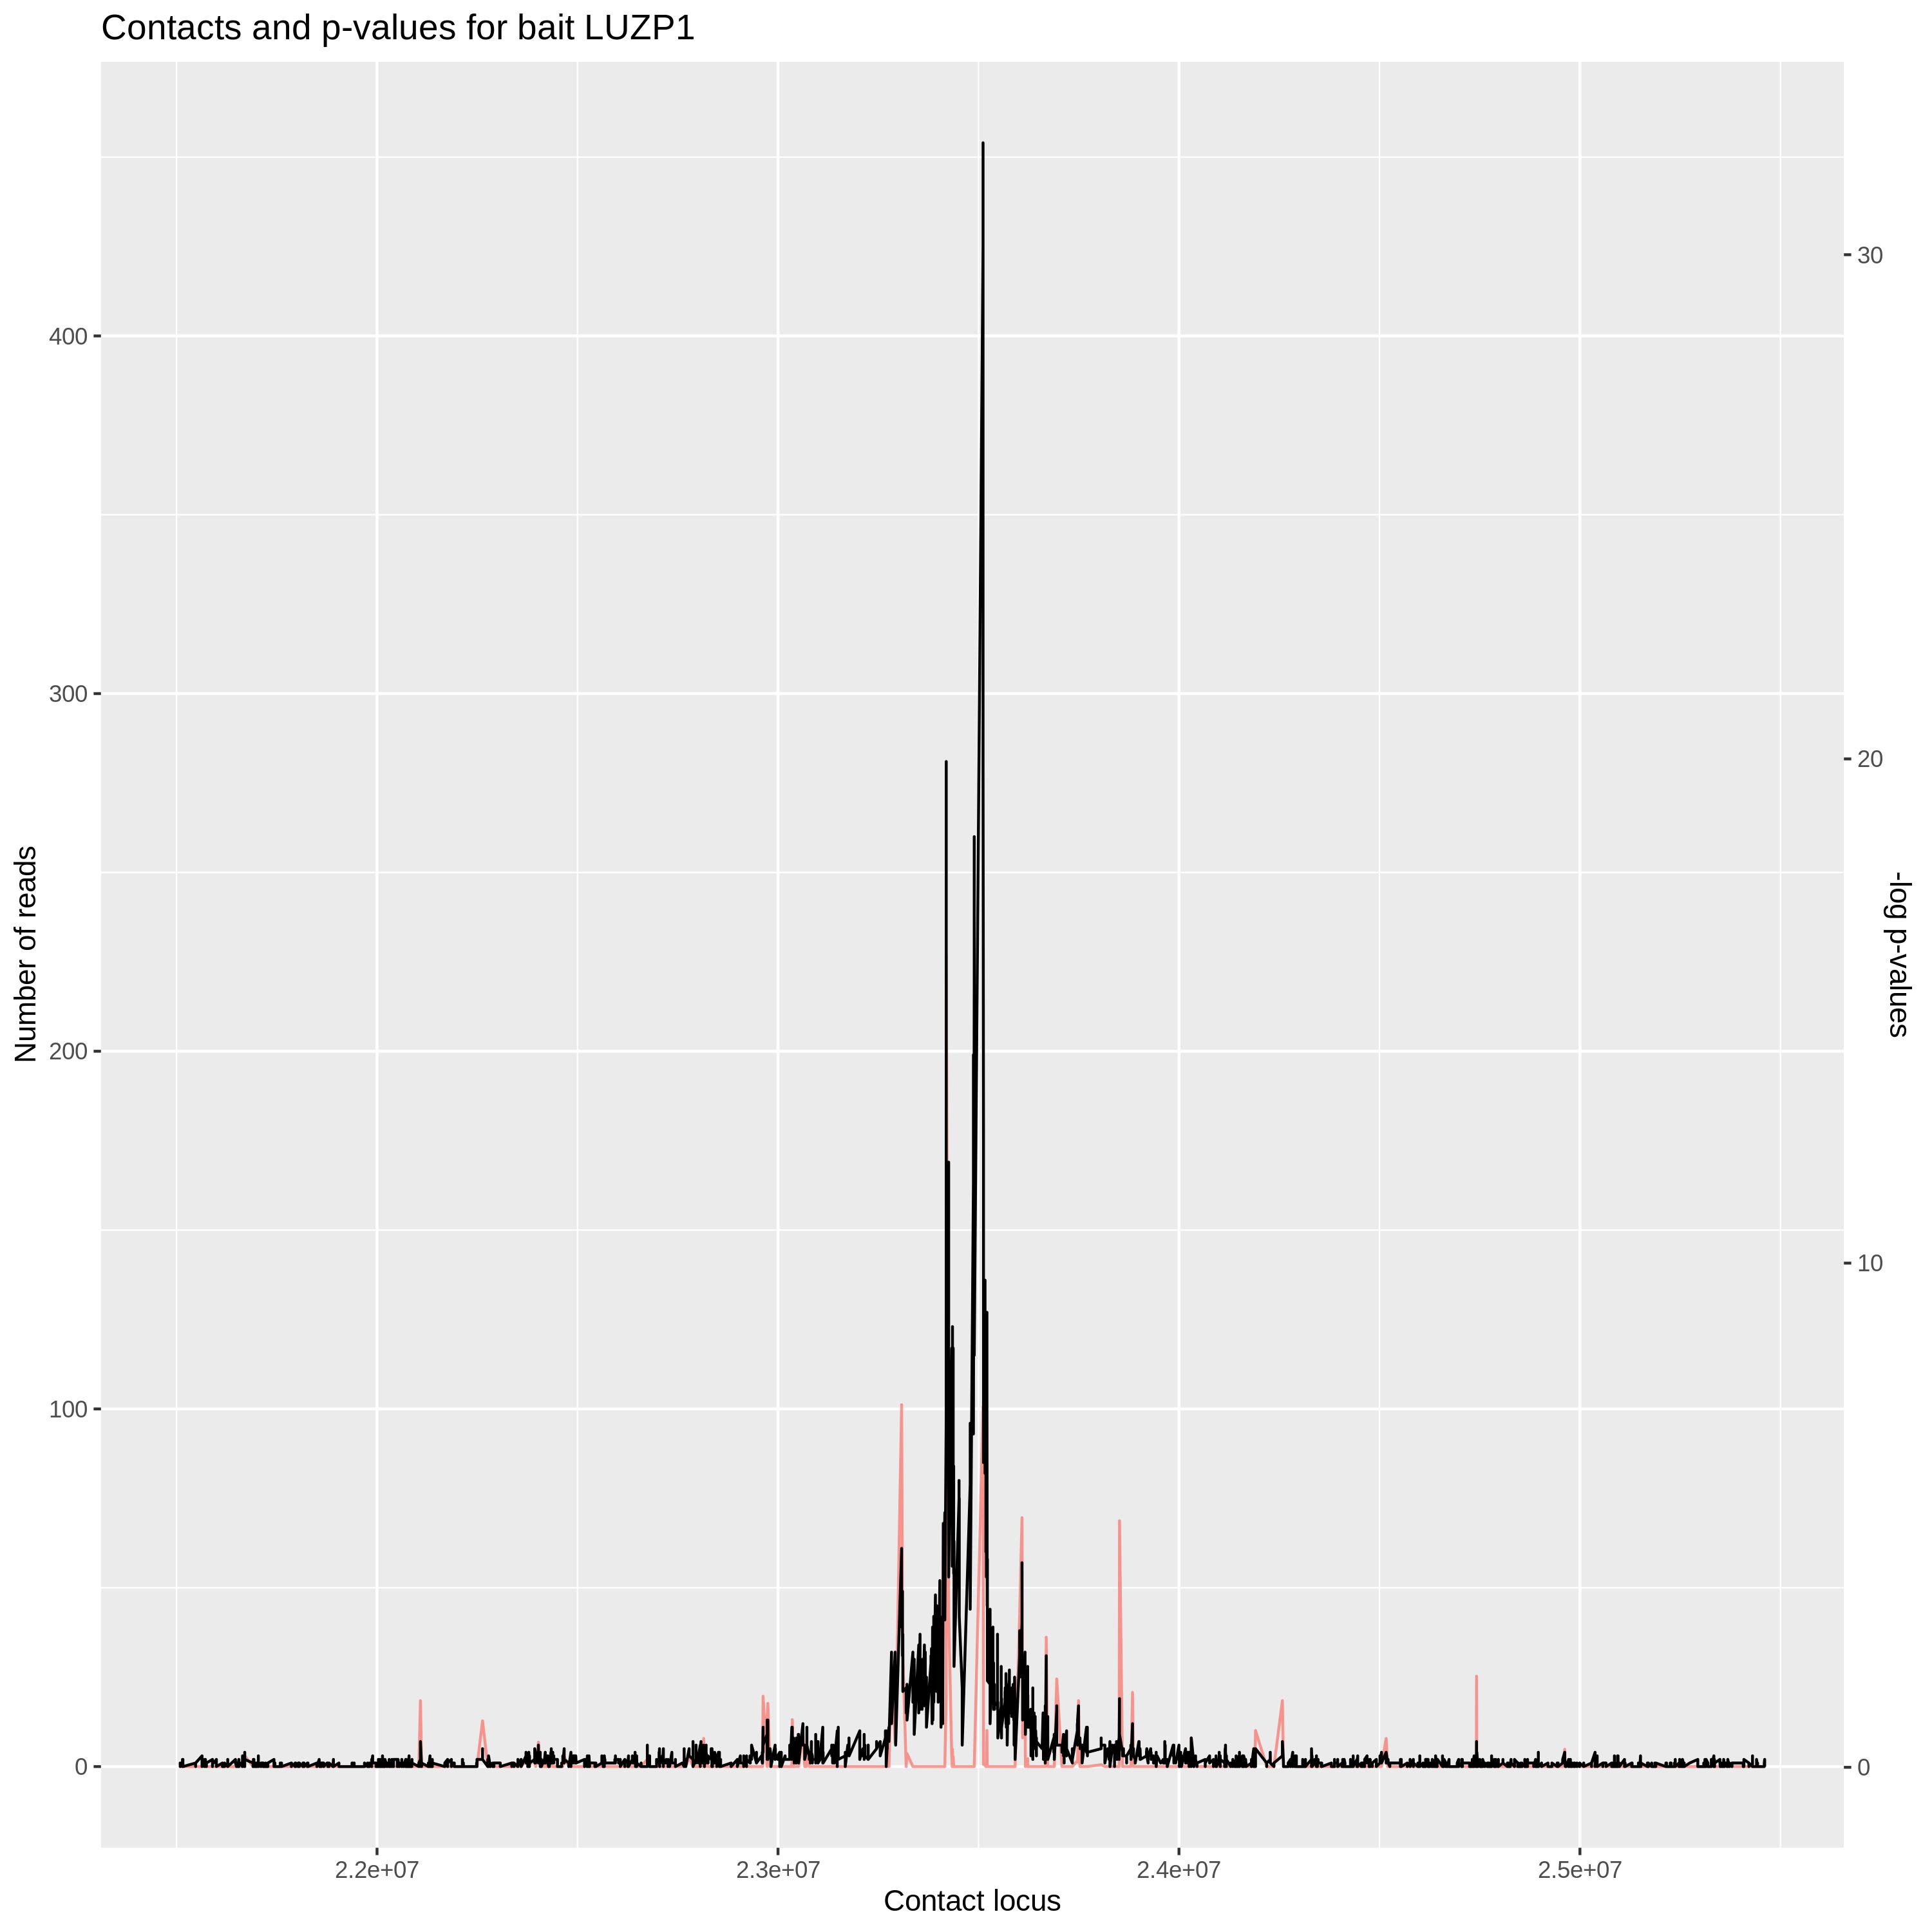 Contacts and p-values for bait LUZP1
Number of reads
400
300
200
100
0
30
20
10
0
-log p-values
2.2e+07
2.3e+07
2.4e+07
2.5e+07
Contact locus